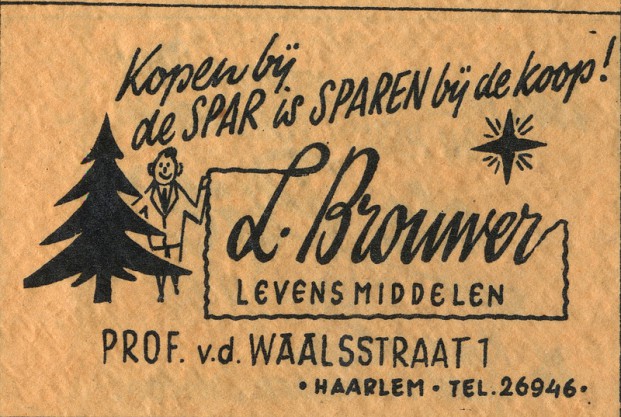 Kopen bij
de SPAR is SPAREN bij de koop!
L. Brouwer
LEVENSMIDDELEN
PROF. v.d. WAALSSTRAAT 1
• HAARLEM • TEL. 26946 •